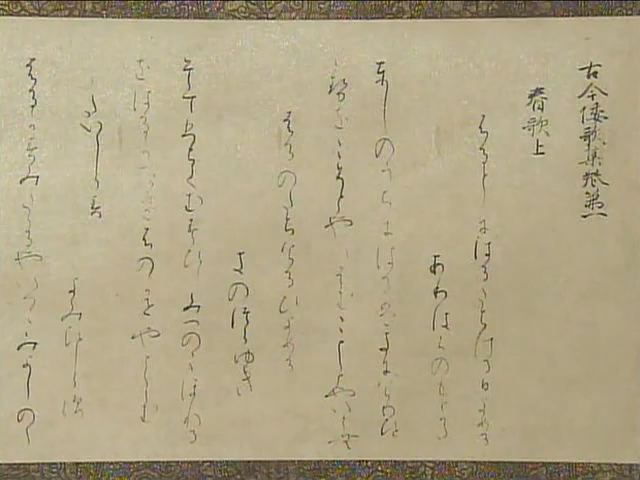 古今倭歌集巻第一
春歌上
ふるとしにはるたちける日よめる
ありはらのもとかた
としのうちにはるはきにけりひとゝ
せをこそとやいはむことしとやいはむ
はるのたちけるひよめる
きのつらゆき
そてひちてむすひしみつのこほれる
をはるたつけふのかせやとくらむ
たいしらす
よみひとしらす
はるかすみたてるやいつこみよしのゝ